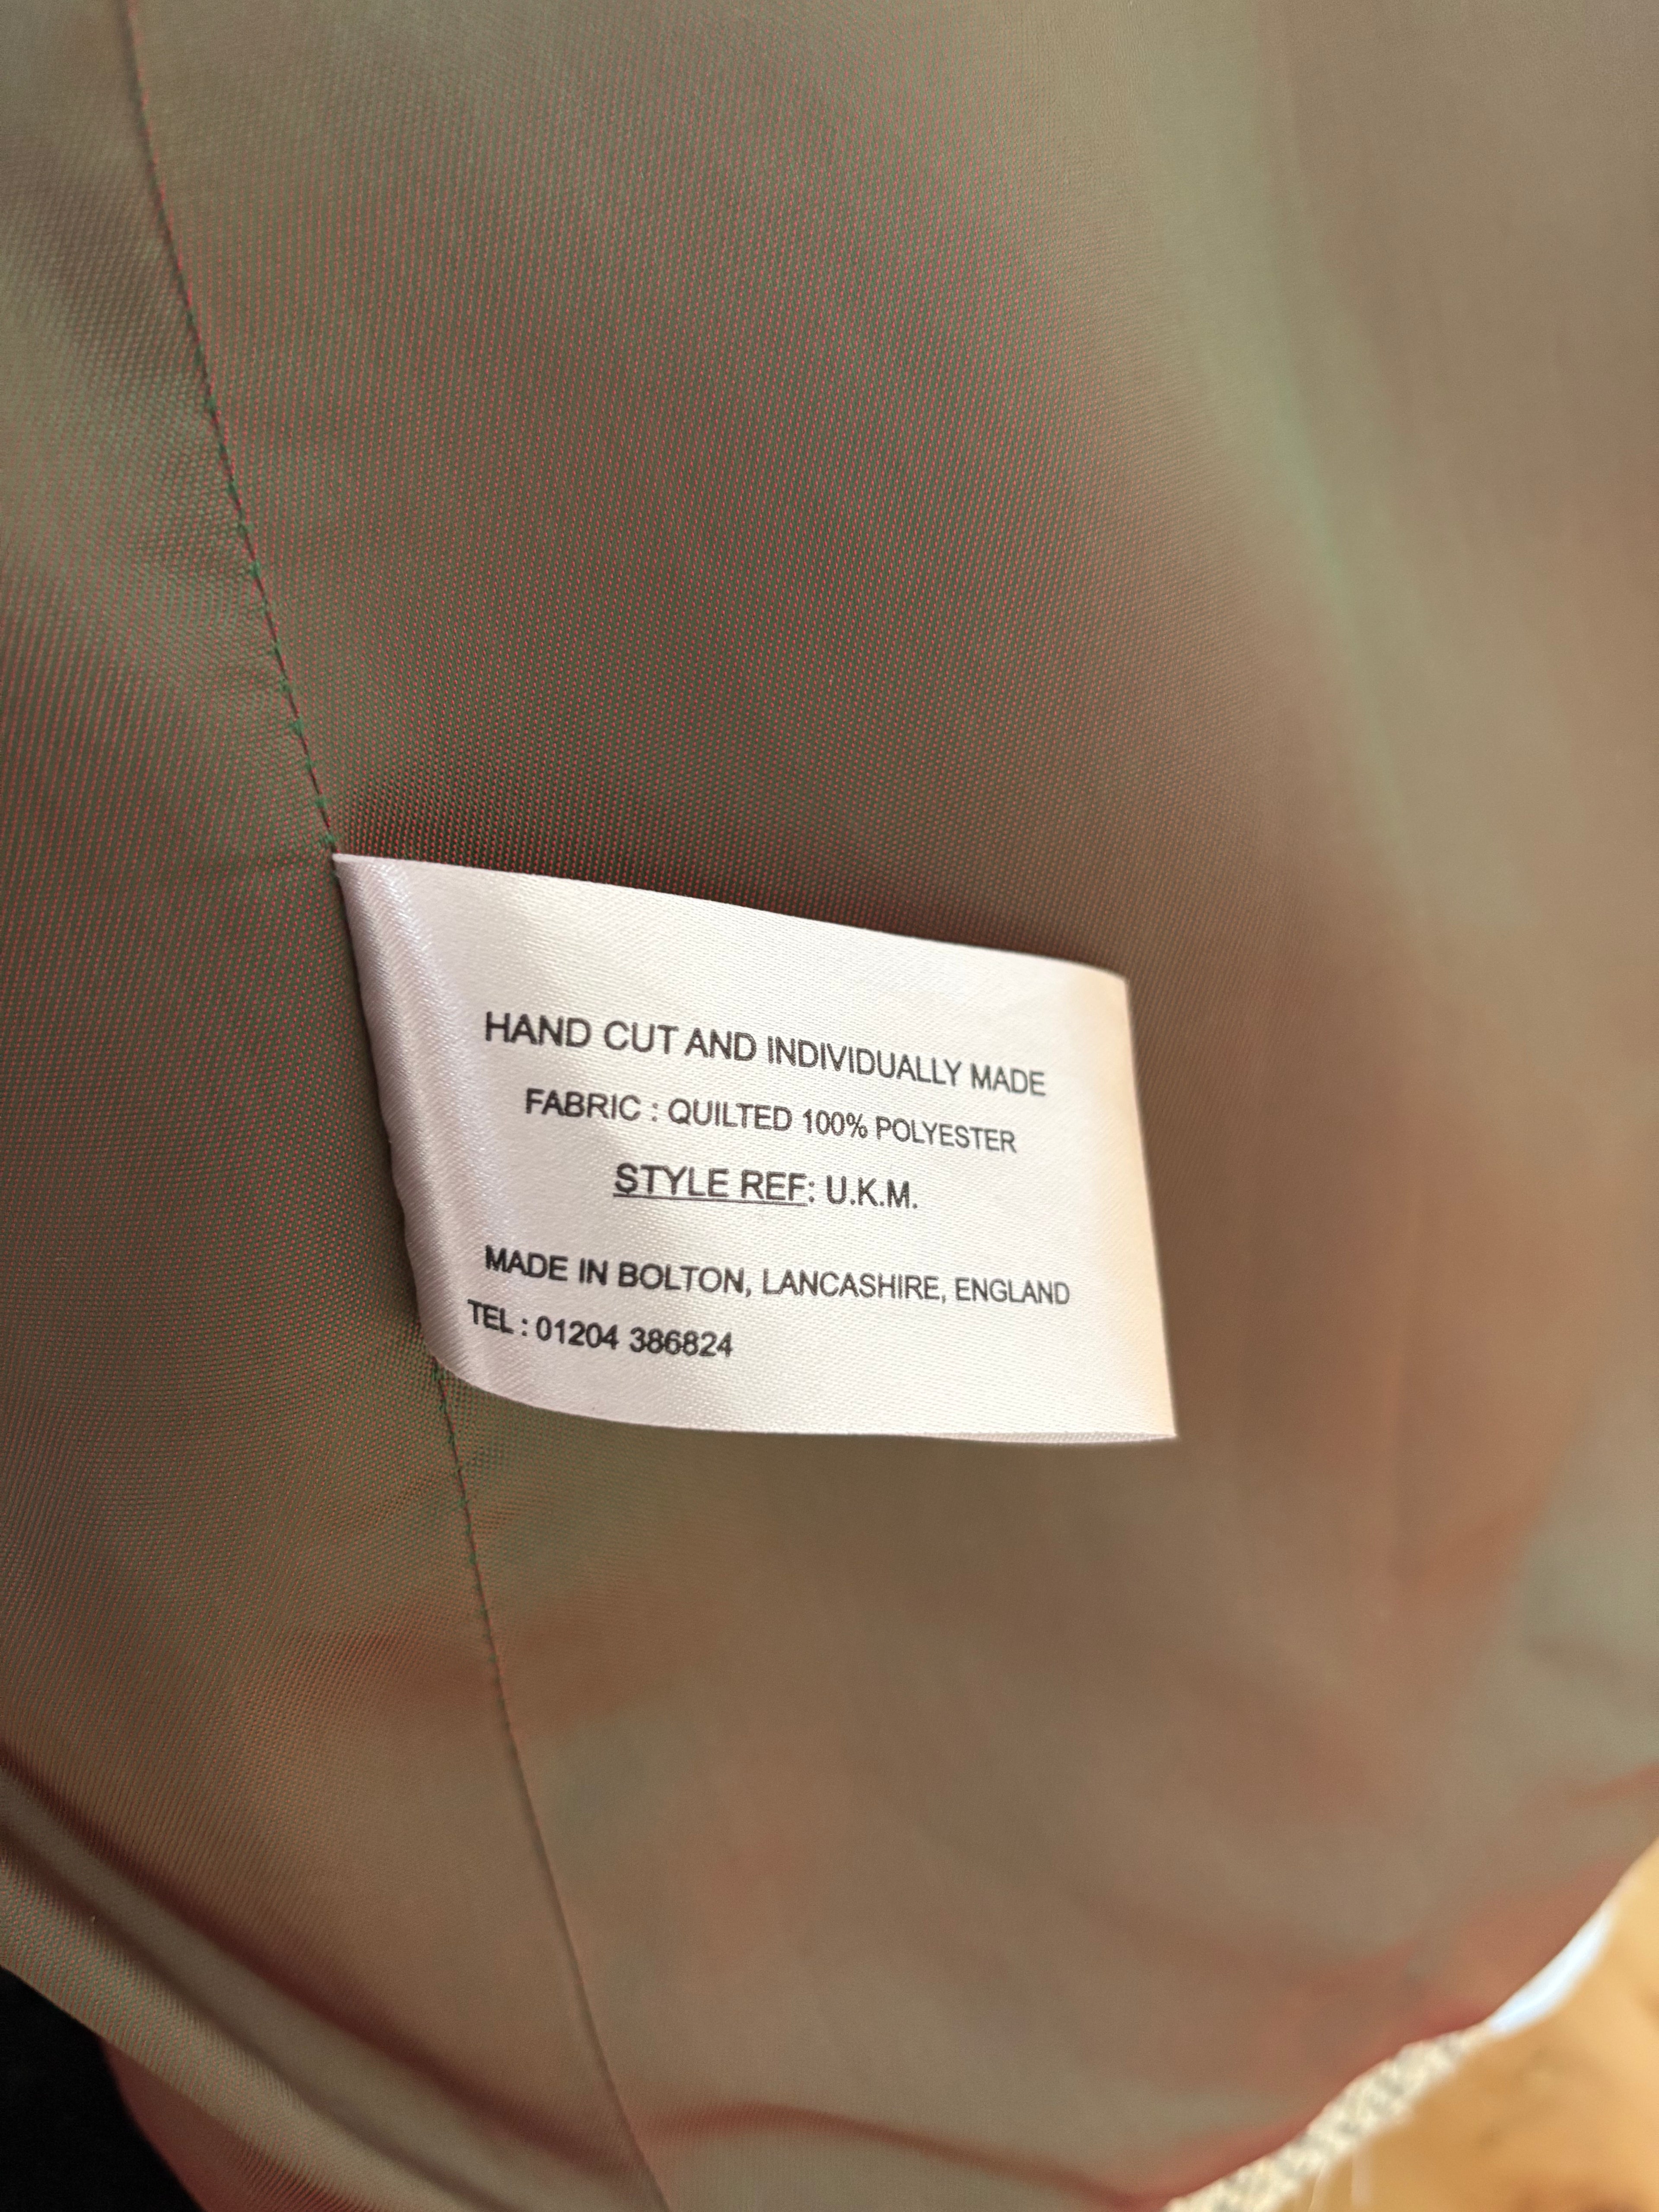 HAND CUT AND INDIVIDUALLY MADE
FABRIC : QUILTED 100% POLYESTER
STYLE REF: U.K.M.
MADE IN BOLTON, LANCASHIRE, ENGLAND
TEL : 01204 386824